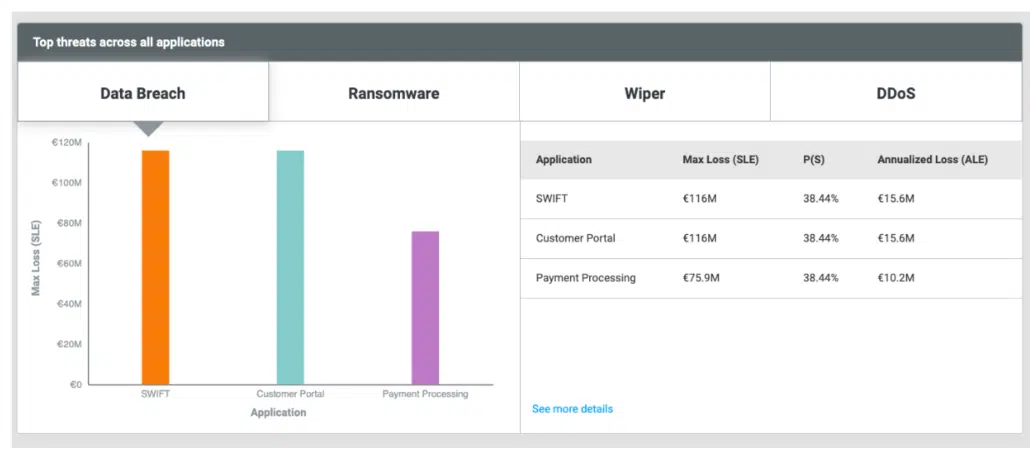 Top threats across all applications
Data Breach
Ransomware
Wiper
DDoS
€120M
€100M
€80M
€60M
€40M
€20M
€0
Max Loss (SLE)
SWIFT
Customer Portal
Payment Processing
Application
Application Max Loss (SLE) P(S) Annualized Loss (ALE)
SWIFT €116M 38.44% €15.6M
Customer Portal €116M 38.44% €15.6M
Payment Processing €75.9M 38.44% €10.2M
See more details